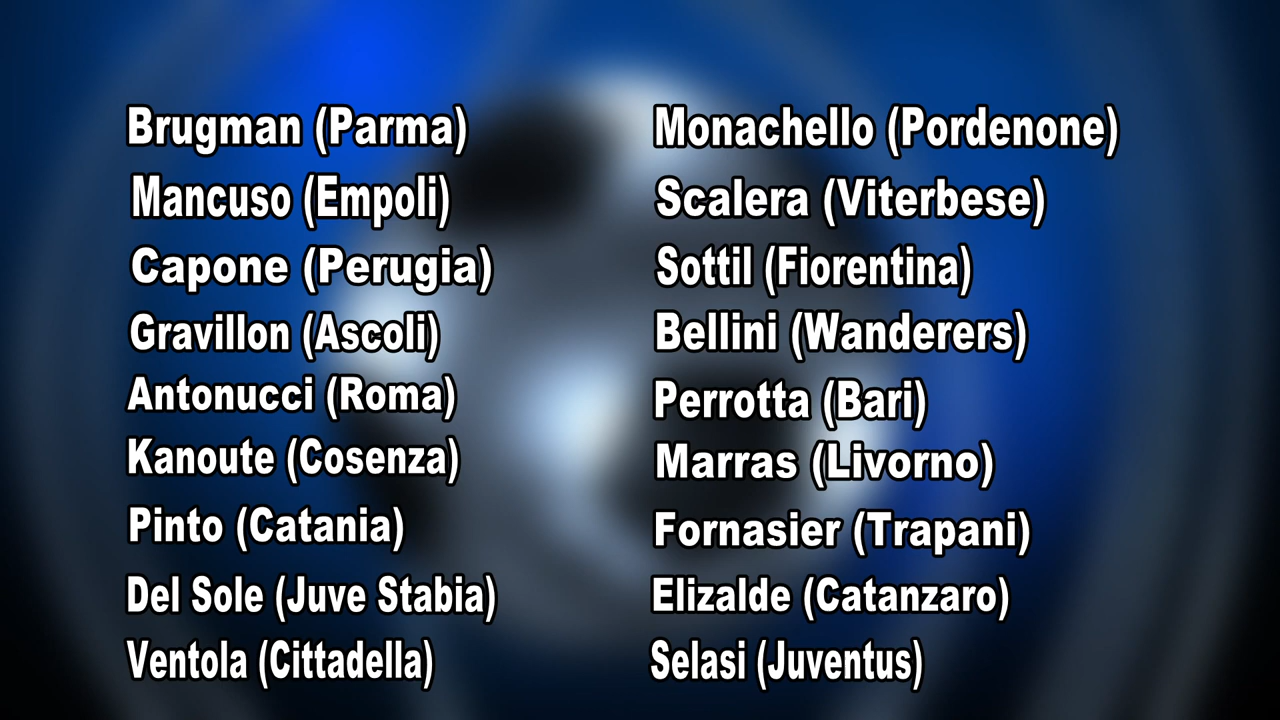 Brugman (Parma)
Mancuso (Empoli)
Capone (Perugia)
Gravillon (Ascoli)
Antonucci (Roma)
Kanoute (Cosenza)
Pinto (Catania)
Del Sole (Juve Stabia)
Ventola (Cittadella)
Monachello (Pordenone)
Scalera (Viterbese)
Sottil (Fiorentina)
Bellini (Wanderers)
Perrotta (Bari)
Marras (Livorno)
Fornasier (Trapani)
Elizalde (Catanzaro)
Selasi (Juventus)